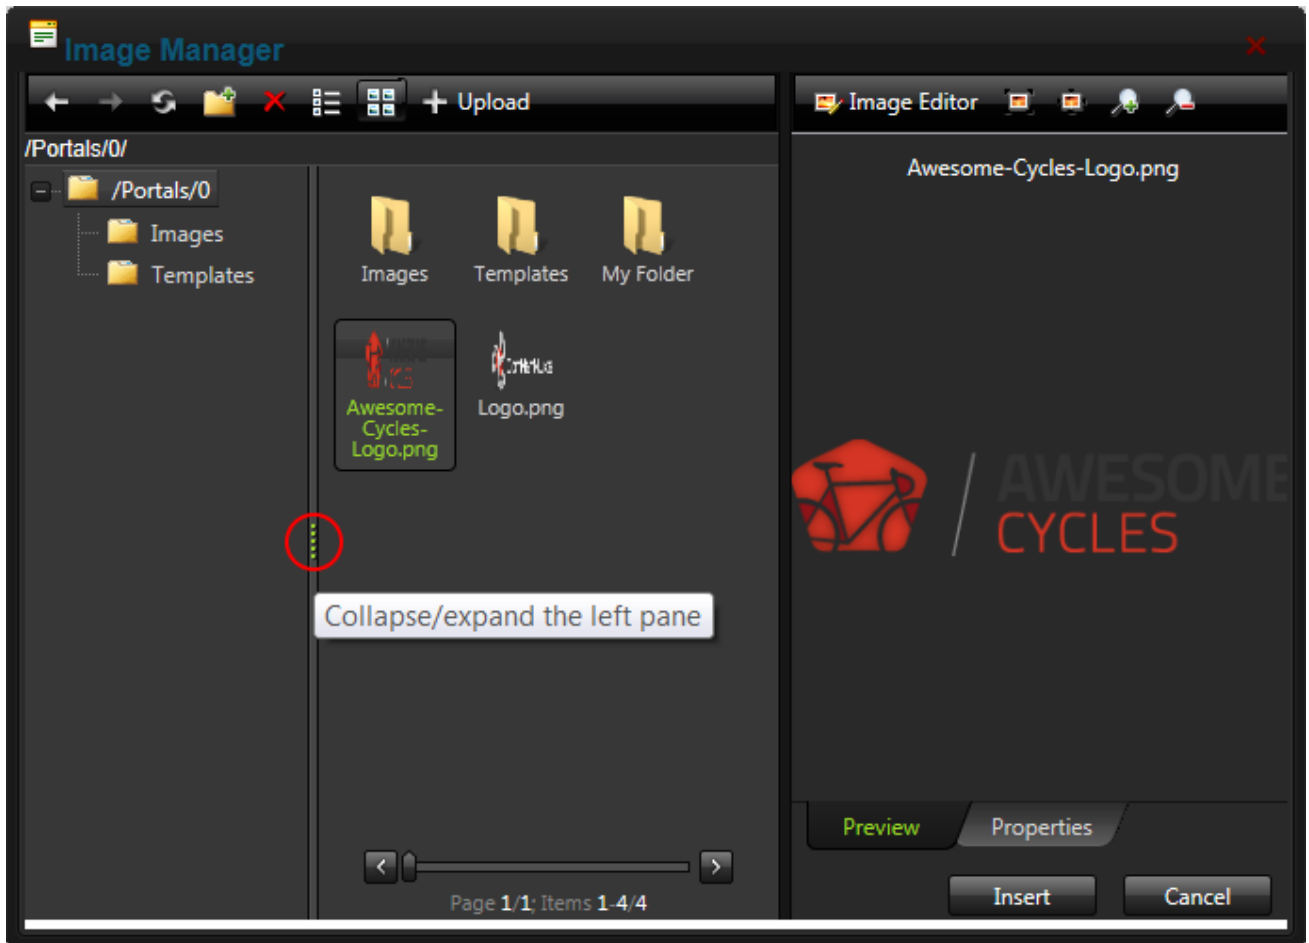 Image Manager
Upload
/Portals/0/
/Portals/0
Images
Templates
Images
Templates
My Folder
Awesome-
Cycles-
Logo.png
Logo.png
Collapse/expand the left pane
Page 1/1; Items 1-4/4
Image Editor
Awesome-Cycles-Logo.png
AWESOME
CYCLES
Preview
Properties
Insert
Cancel